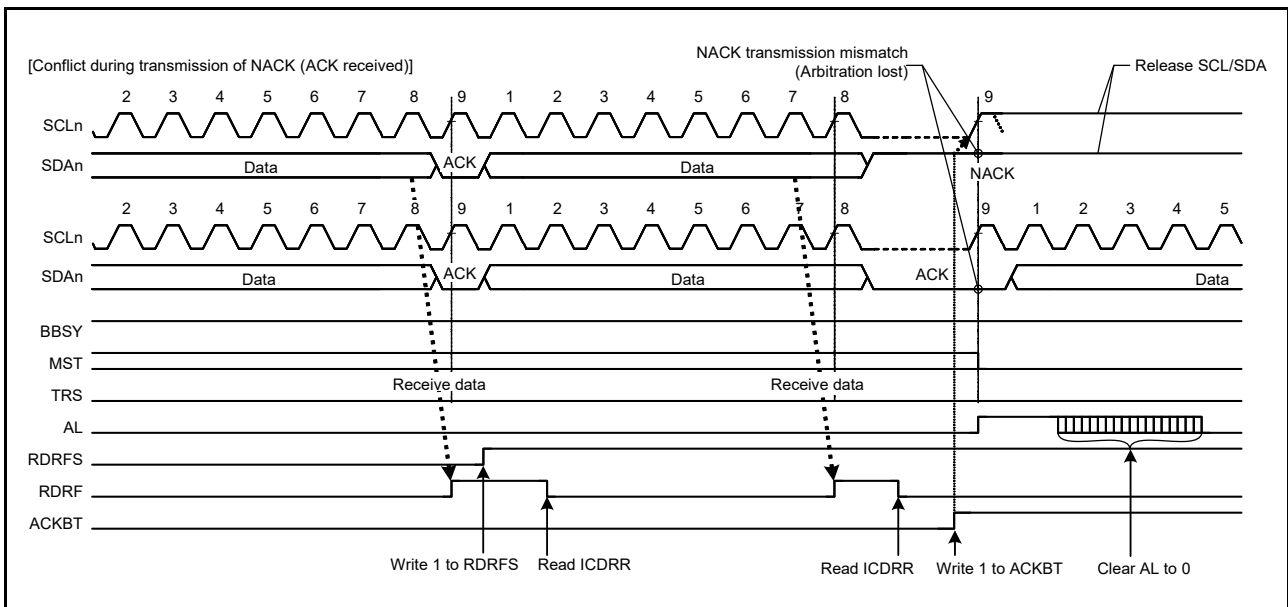 [Conflict during transmission of NACK (ACK received)]
NACK transmission mismatch
(Arbitration lost)
Release SCL/SDA
2 3 4 5 6 7 8 9 1 2 3 4 5 6 7 8 9
SCLn
SDAn
Data ACK Data NACK
2 3 4 5 6 7 8 9 1 2 3 4 5 6 7 8 9 1 2 3 4 5
SCLn
SDAn
Data ACK Data ACK Data
BBSY
MST
Receive data Receive data
TRS
AL
RDRFS
RDRF
ACKBT
Write 1 to RDRFS Read ICDRR Read ICDRR Write 1 to ACKBT Clear AL to 0